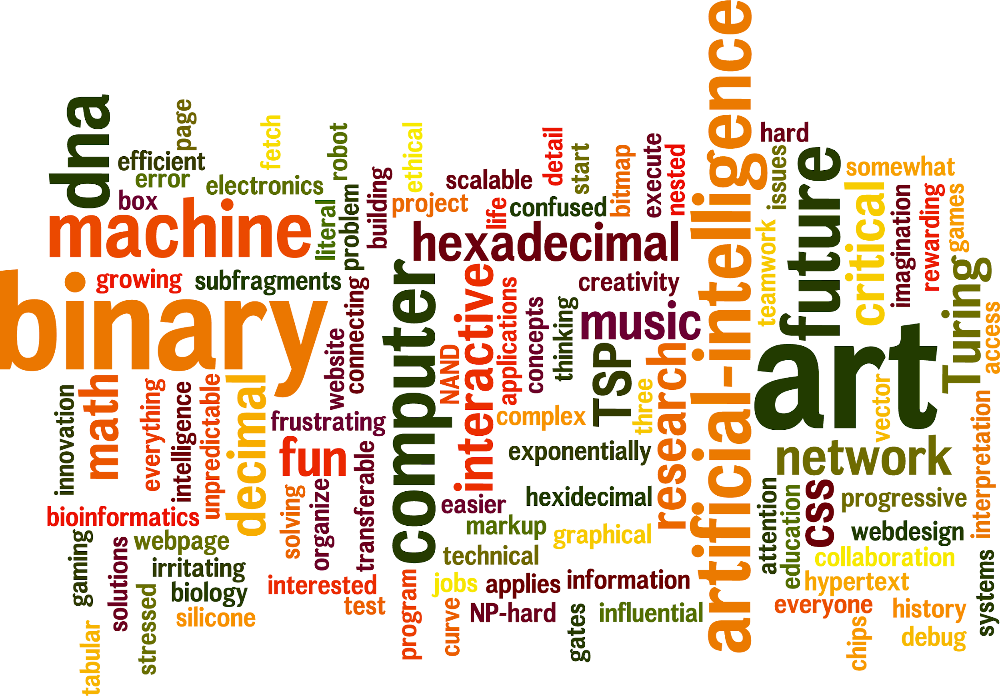 dna
page
efficient
error
box
electronics
fetch
robot
machine
literal
problem
building
ethical
project
scalable
detail
start
bitmap
execute
nested
life
confused
hexadecimal
artificial-intelligence
hard
issues
future
somewhat
critical
imagination
rewarding
games
teamwork
Turing
access
binary
growing
subfragments
connecting
website
computer
interactive
NAND
applications
concepts
thinking
creativity
music
TSP
three
research
art
vector
network
innovation
math
everything
intelligence
unpredictable
decimal
frustrating
fun
transferable
organize
solving
complex
exponentially
hexidecimal
easier
markup
graphical
technical
attention
education
css
progressive
webdesign
interpretation
collaboration
bioinformatics
gaming
solutions
webpage
irritating
biology
silicone
stressed
tabular
interested
test
program
jobs
applies
information
curve
NP-hard
gates
influential
hypertext
everyone
history
chips
debug
systems